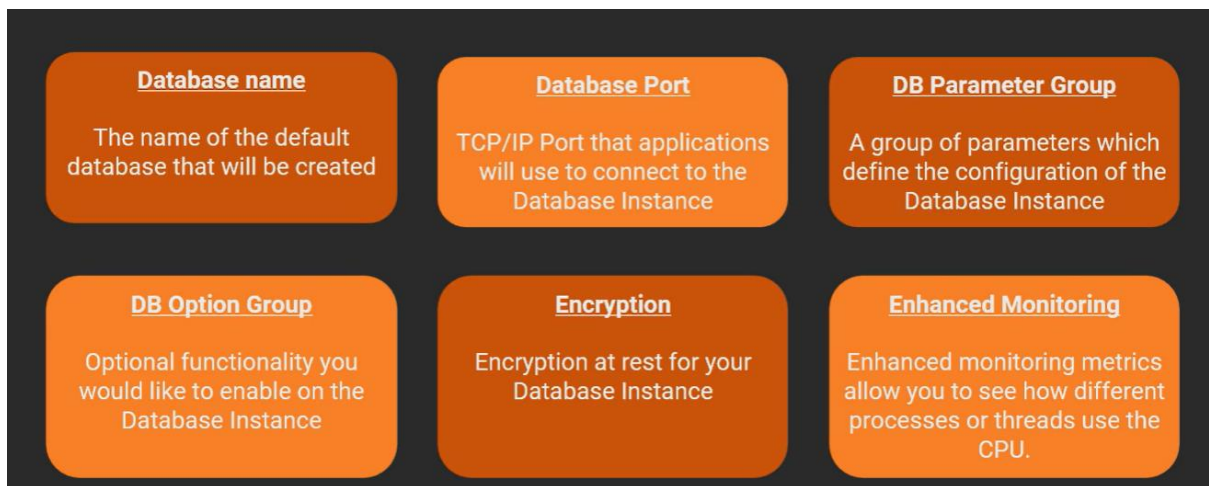 Database name
The name of the default
database that will be created
Database Port
TCP/IP Port that applications
will use to connect to the
Database Instance
DB Parameter Group
A group of parameters which
define the configuration of the
Database Instance
DB Option Group
Optional functionality you
would like to enable on the
Database Instance
Encryption
Encryption at rest for your
Database Instance
Enhanced Monitoring
Enhanced monitoring metrics
allow you to see how different
processes or threads use the
CPU.